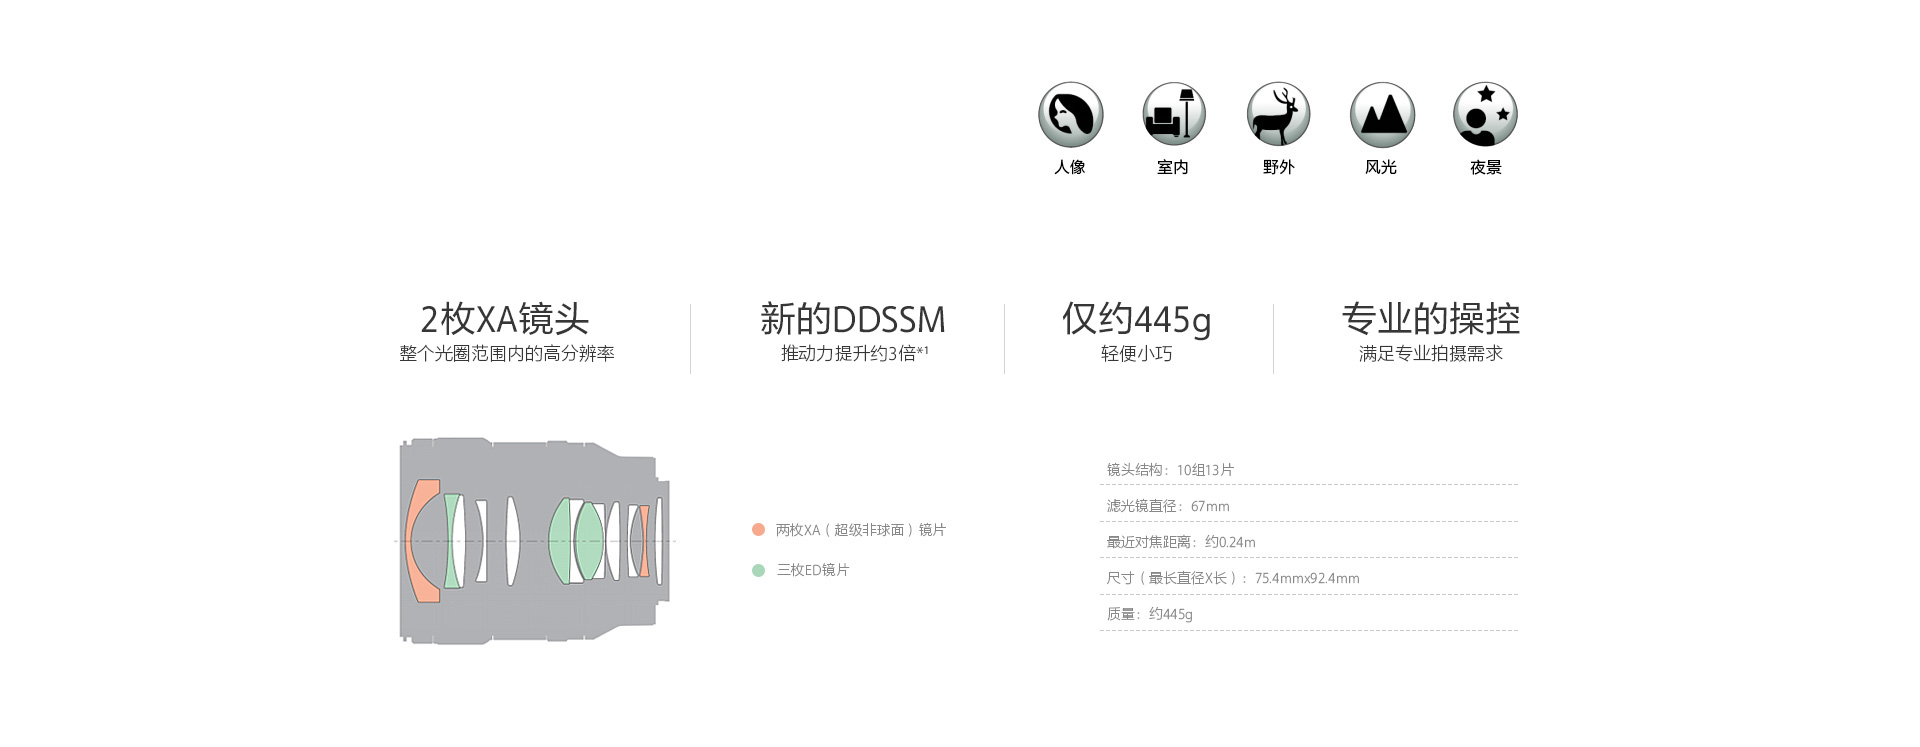 人像
室内
野外
风光
夜景
2枚XA镜头
整个光圈范围内的高分辨率
新的DDSSM
推动力提升约3倍*¹
仅约445g
轻便小巧
专业的操控
满足专业拍摄需求
两枚XA（超级非球面）镜片
三枚ED镜片
镜头结构：10组13片
滤光镜直径：67mm
最近对焦距离：约0.24m
尺寸（最长直径X长）：75.4mmx92.4mm
质量：约445g